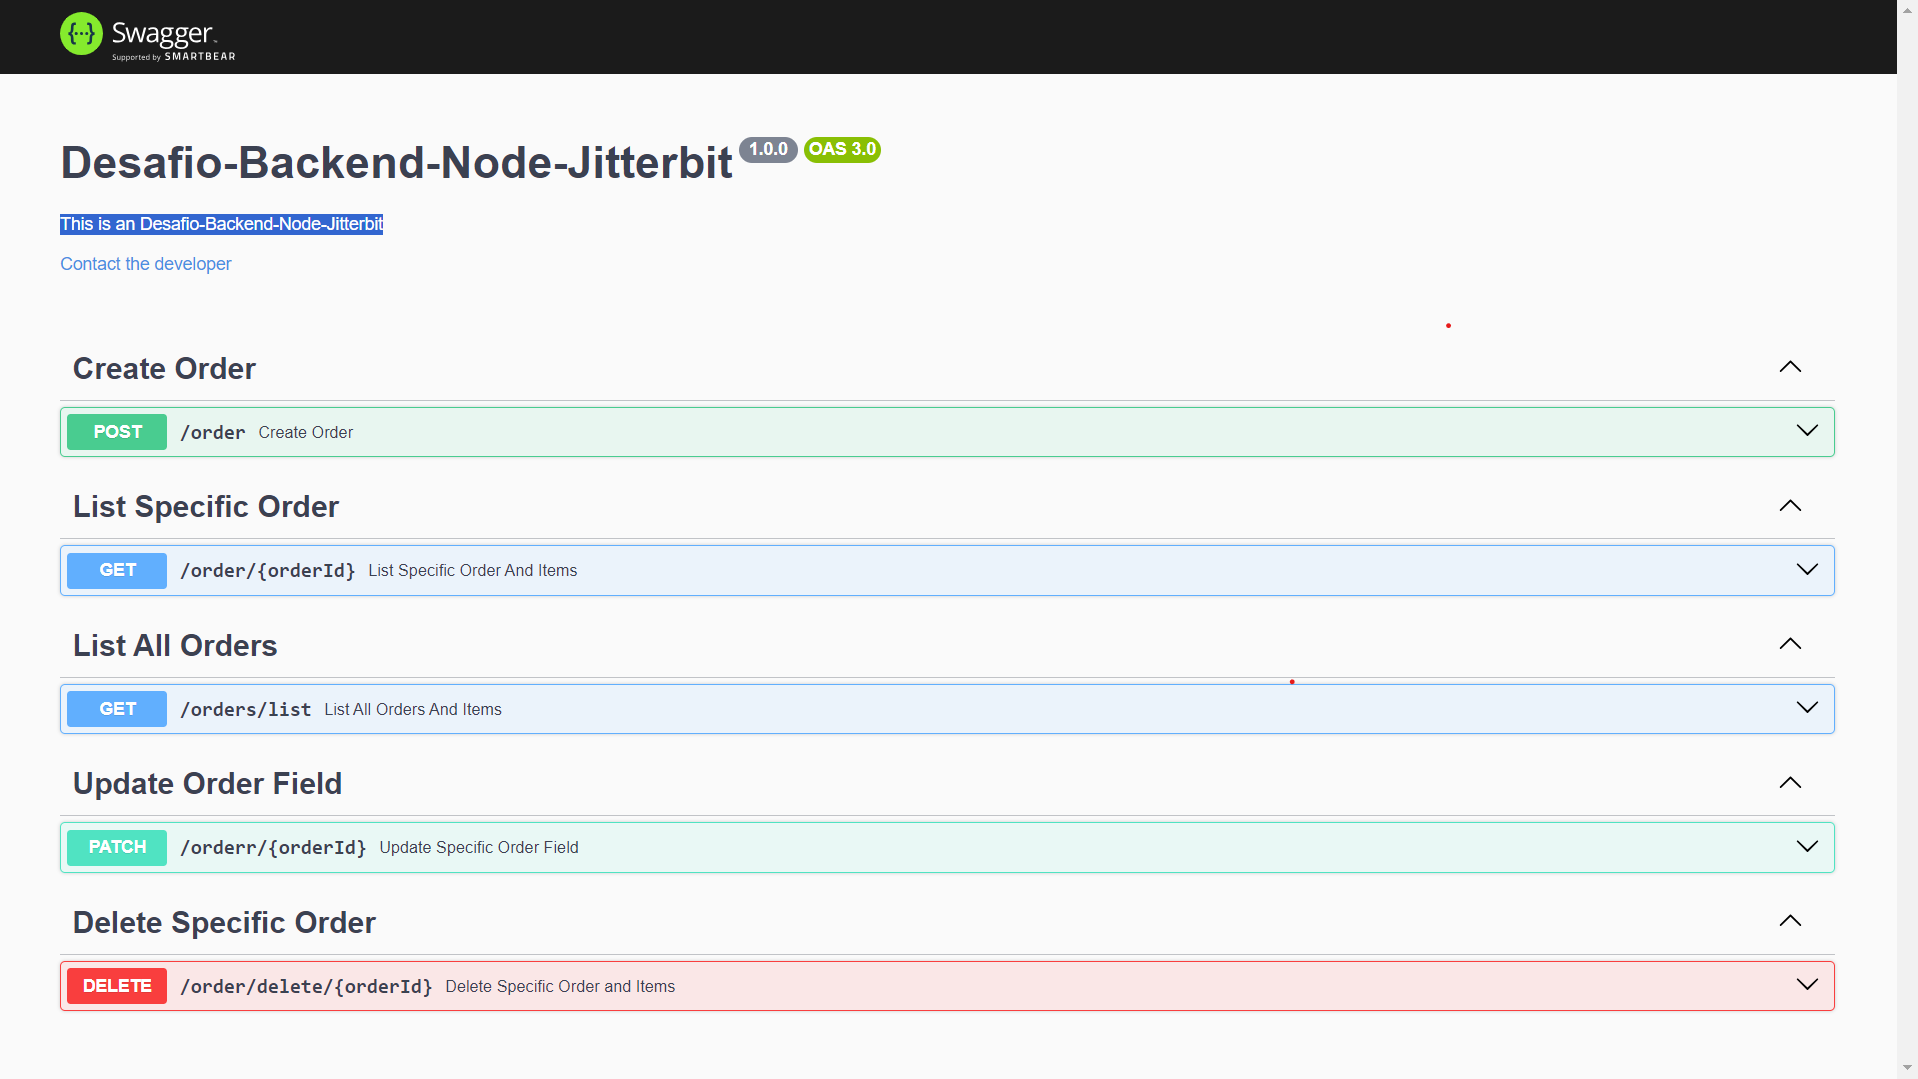 Swagger
Supported by SMARTBEAR
Desafio-Backend-Node-Jitterbit 1.0.0 OAS 3.0
This is an Desafio-Backend-Node-Jitterbit
Contact the developer
Create Order
POST /order Create Order
List Specific Order
GET /order/{orderId} List Specific Order And Items
List All Orders
GET /orders/list List All Orders And Items
Update Order Field
PATCH /orderr/{orderId} Update Specific Order Field
Delete Specific Order
DELETE /order/delete/{orderId} Delete Specific Order and Items